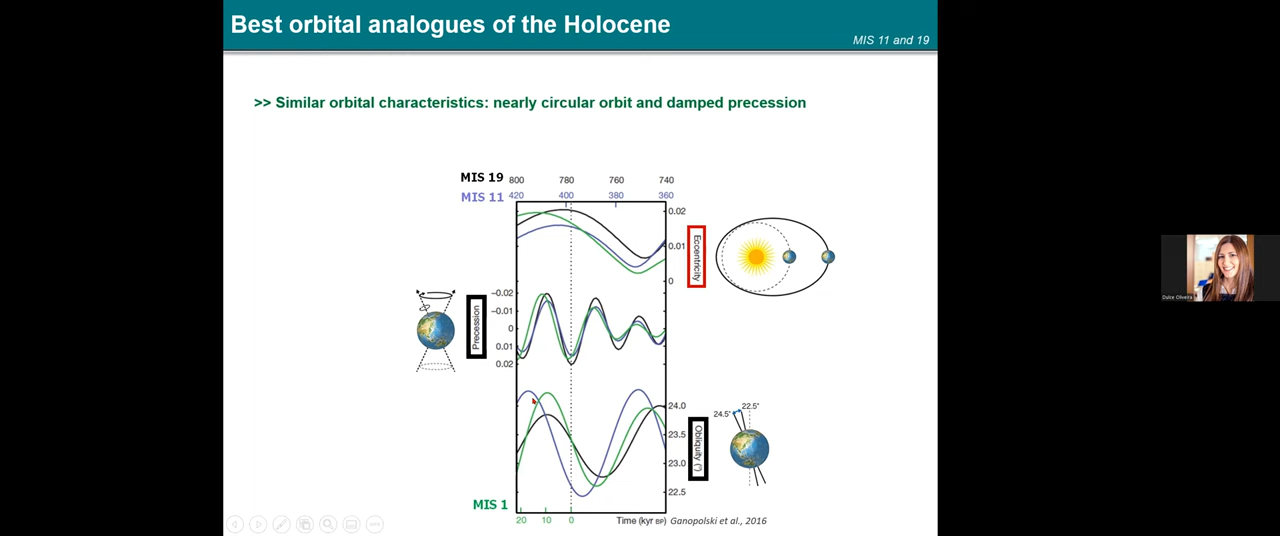 Best orbital analogues of the Holocene
MIS 11 and 19
>> Similar orbital characteristics: nearly circular orbit and damped precession
MIS 19 800 780 760 740
MIS 11 420 400 380 360
0.02
0.01
0
Eccentricity
−0.02
−0.01
0
0.01
0.02
Precession
24.0
23.5
23.0
22.5
Obliquity (°)
24.5° 22.5°
MIS 1
20 10 0 Time (kyr BP) Ganopolski et al., 2016
Dulce Oliveira